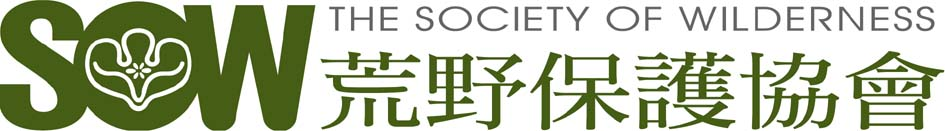 SOW
THE SOCIETY OF WILDERNESS
荒野保護協會